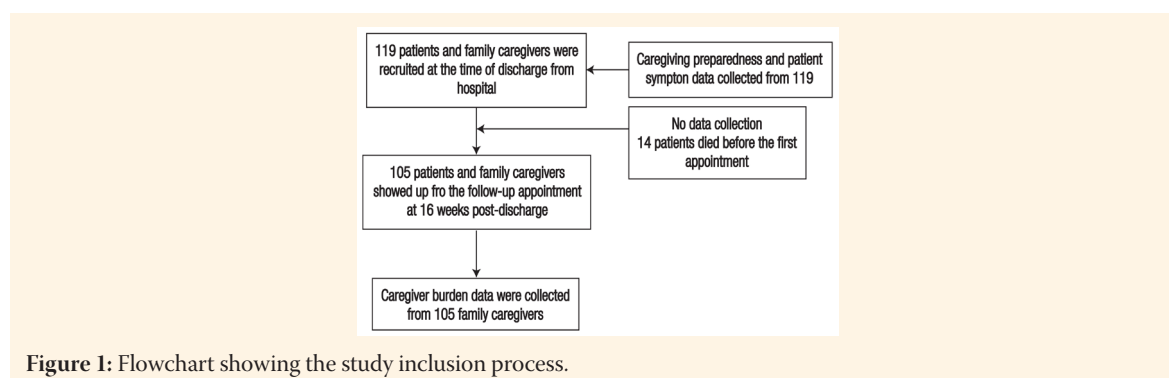 119 patients and family caregivers were
recruited at the time of discharge from
hospital
Caregiving preparedness and patient
sympton data collected from 119
No data collection
14 patients died before the first
appointment
105 patients and family caregivers
showed up fro the follow-up appointment
at 16 weeks post-discharge
Caregiver burden data were collected
from 105 family caregivers
Figure 1: Flowchart showing the study inclusion process.